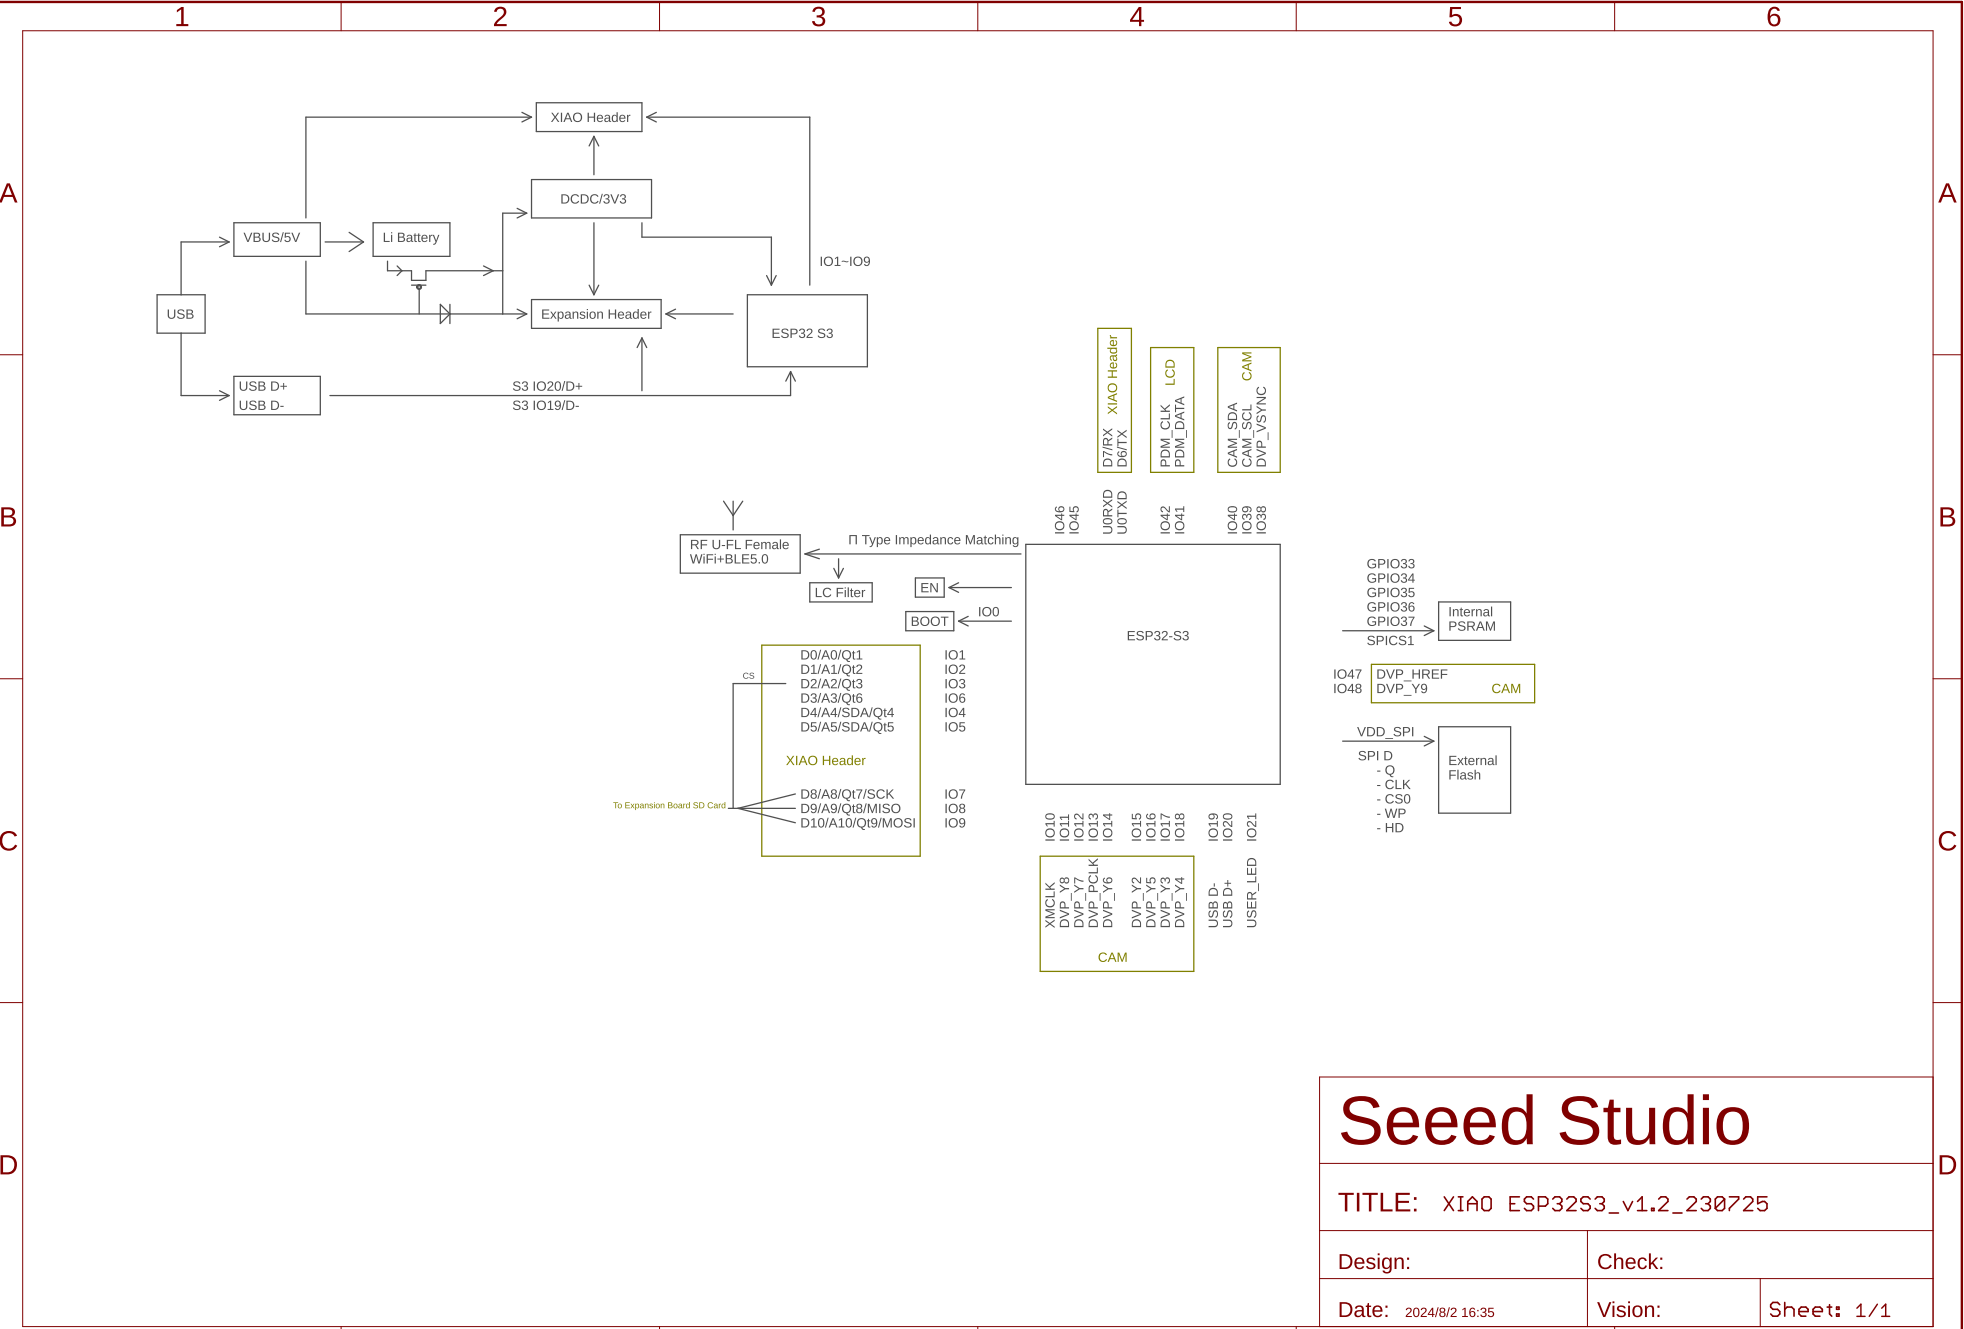 1 2 3 4 5 6
A A
B B
C C
D D
XIAO Header
DCDC/3V3
VBUS/5V
Li Battery
IO1~IO9
USB
Expansion Header
ESP32 S3
USB D+
USB D-
S3 IO20/D+
S3 IO19/D-
XIAO Header
D7/RX
D6/TX
LCD
PDM_CLK
PDM_DATA
CAM
CAM_SDA
CAM_SCL
DVP_VSYNC
IO46
IO45
U0RXD
U0TXD
IO42
IO41
IO40
IO39
IO38
RF U-FL Female
WiFi+BLE5.0
Π Type Impedance Matching
LC Filter
EN
BOOT
IO0
ESP32-S3
GPIO33
GPIO34
GPIO35
GPIO36
GPIO37
SPICS1
Internal
PSRAM
IO47 DVP_HREF
IO48 DVP_Y9 CAM
VDD_SPI
SPI D
- Q
- CLK
- CS0
- WP
- HD
External
Flash
CS
D0/A0/Qt1 IO1
D1/A1/Qt2 IO2
D2/A2/Qt3 IO3
D3/A3/Qt6 IO6
D4/A4/SDA/Qt4 IO4
D5/A5/SDA/Qt5 IO5
XIAO Header
D8/A8/Qt7/SCK IO7
D9/A9/Qt8/MISO IO8
D10/A10/Qt9/MOSI IO9
To Expansion Board SD Card
IO10
IO11
IO12
IO13
IO14
IO15
IO16
IO17
IO18
IO19
IO20
IO21
XMCLK
DVP_Y8
DVP_Y7
DVP_PCLK
DVP_Y6
DVP_Y2
DVP_Y5
DVP_Y3
DVP_Y4
USB D-
USB D+
USER_LED
CAM
Seeed Studio
TITLE: XIAO ESP32S3_v1.2_230725
Design: Check:
Date: 2024/8/2 16:35 Vision: Sheet: 1/1